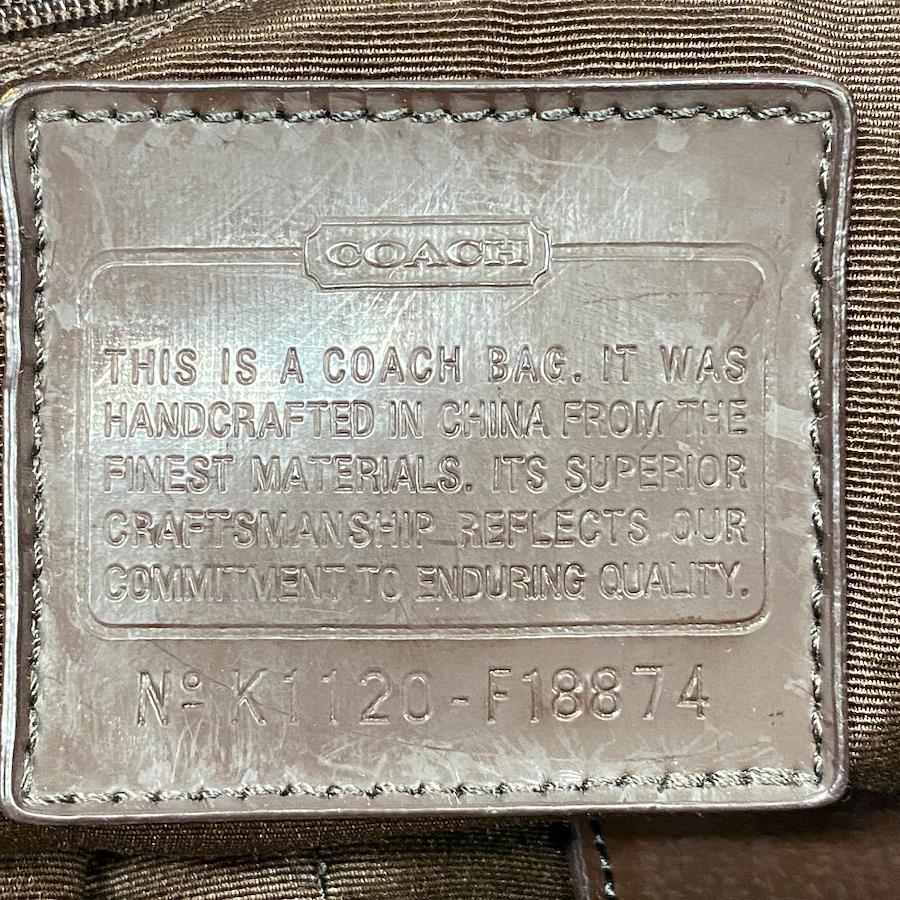 COACH
THIS IS A COACH BAG. IT WAS
HANDCRAFTED IN CHINA FROM THE
FINEST MATERIALS. ITS SUPERIOR
CRAFTSMANSHIP REFLECTS OUR
COMMITMENT TO ENDURING QUALITY.
Nº K1120-F18874